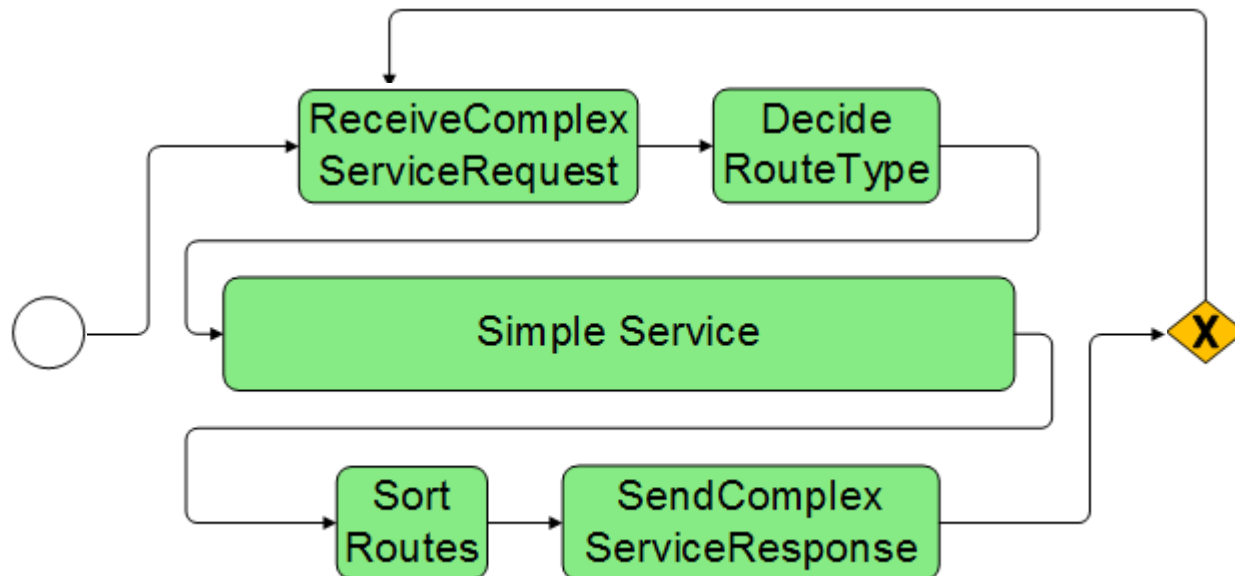 ReceiveComplex
ServiceRequest
Decide
RouteType
Simple Service
X
Sort
Routes
SendComplex
ServiceResponse